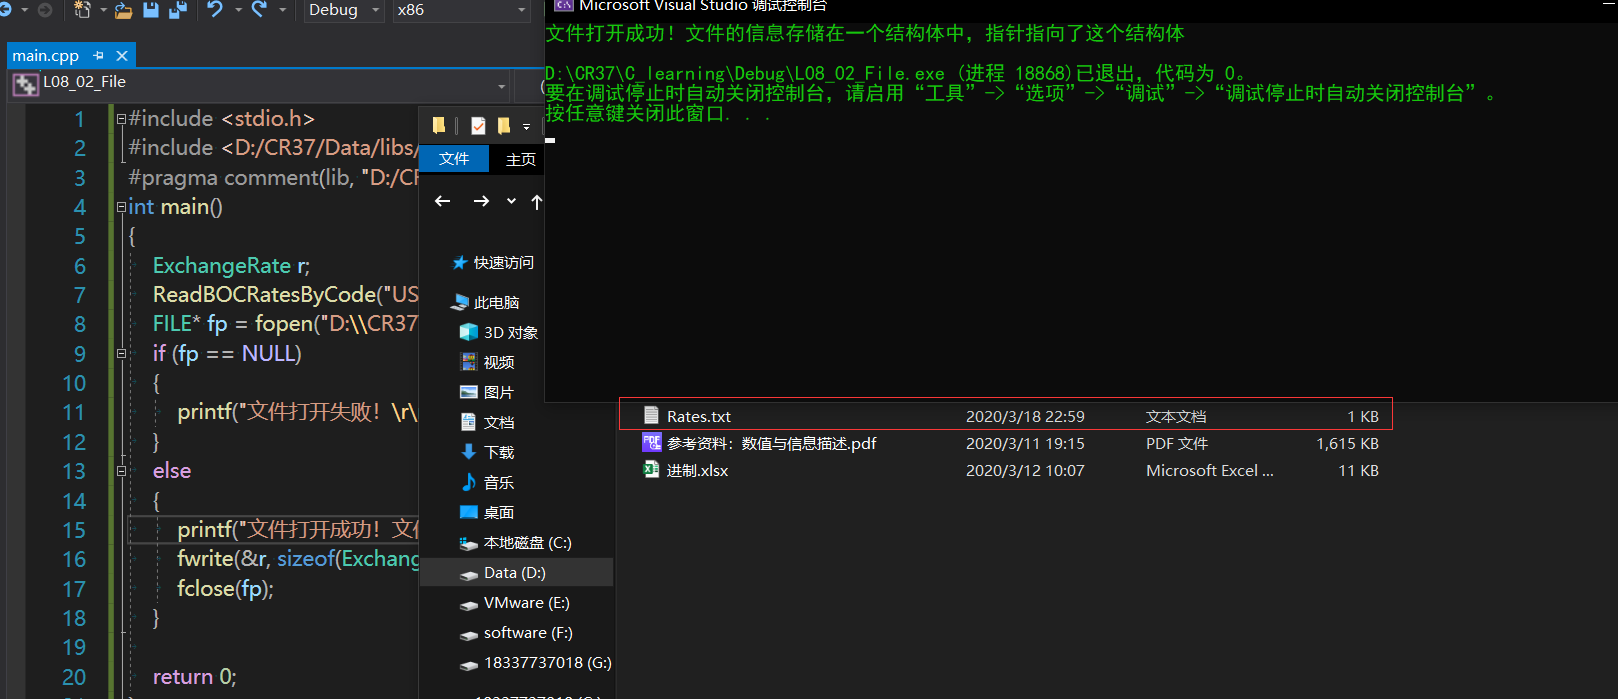 Debug
x86
Microsoft Visual Studio 调试控制台
文件打开成功！文件的信息存储在一个结构体中，指针指向了这个结构体
D:\CR37\C_learning\Debug\L08_02_File.exe (进程 18868)已退出，代码为 0。
要在调试停止时自动关闭控制台，请启用“工具”->“选项”->“调试”->“调试停止时自动关闭控制台”。
按任意键关闭此窗口. . .
main.cpp
L08_02_File
1 #include <stdio.h>
2 #include <D:/CR37/Data/libs/
3 #pragma comment(lib, "D:/CF
4 int main()
5 {
6 ExchangeRate r;
7 ReadBOCRatesByCode("US
8 FILE* fp = fopen("D:\\CR37
9 if (fp == NULL)
10 {
11 printf("文件打开失败！\r\
12 }
13 else
14 {
15 printf("文件打开成功！文
16 fwrite(&r, sizeof(Exchang
17 fclose(fp);
18 }
19
20 return 0;
文件
主页
快速访问
此电脑
3D 对象
视频
图片
文档
下载
音乐
桌面
本地磁盘 (C:)
Data (D:)
VMware (E:)
software (F:)
18337737018 (G:)
Rates.txt 2020/3/18 22:59 文本文档 1 KB
参考资料：数值与信息描述.pdf 2020/3/11 19:15 PDF 文件 1,615 KB
进制.xlsx 2020/3/12 10:07 Microsoft Excel ... 11 KB